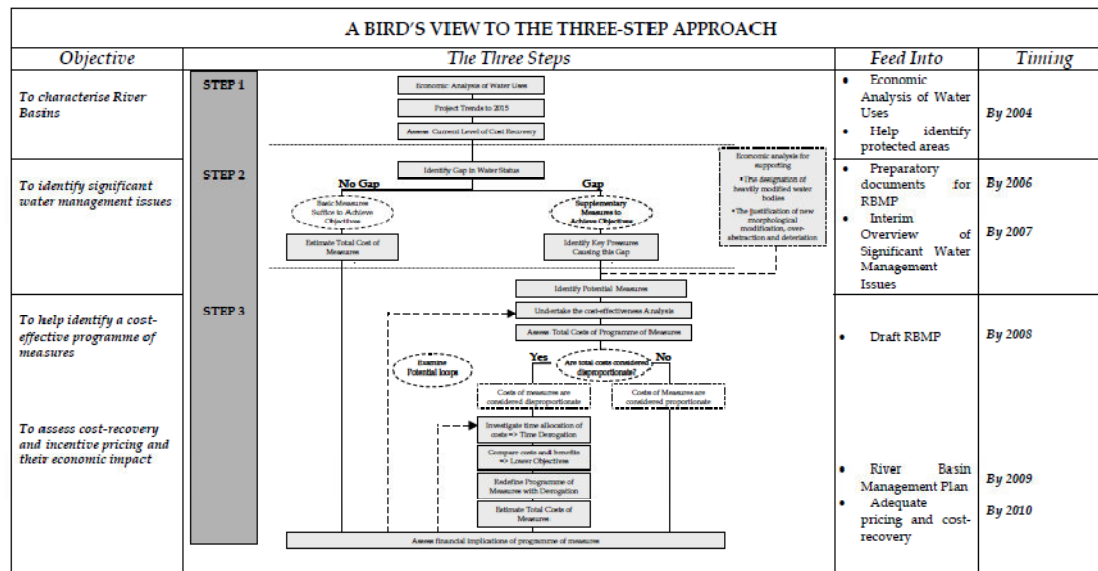 A BIRD'S VIEW TO THE THREE-STEP APPROACH
Objective
The Three Steps
Feed Into
Timing
To characterise River
Basins
STEP 1
Economic Analysis of Water Uses
Project Trends to 2015
Assess Current Level of Cost Recovery
• Economic
Analysis of Water
Uses
• Help identify
protected areas
By 2004
To identify significant
water management issues
STEP 2
Identify Gap in Water Status
No Gap
Gap
Basic Measures
Suffice to Achieve
Objectives
Supplementary
Measures to
Achieve Objectives
Estimate Total Cost of
Measures
Identify Key Pressures
Causing this Gap
Economic analysis for
supporting
•The designation of
heavily modified water
bodies
•The justification of new
morphological
modification, over-
abstraction and deteriation
• Preparatory
documents for
RBMP
• Interim
Overview of
Significant Water
Management
Issues
By 2006
By 2007
To help identify a cost-
effective programme of
measures
To assess cost-recovery
and incentive pricing and
their economic impact
STEP 3
Identify Potential Measures
Undertake the cost-effectiveness Analysis
Assess Total Costs of Programme of Measures
Examine
Potential loops
Yes
Are total costs considered
disproportionate?
No
Costs of measures are
considered disproportionate
Costs of Measures are
considered proportionate
Investigate time allocation of
costs => Time Derogation
Compare costs and benefits
=> Lower Objectives
Redefine Programme of
Measures with Derogation
Estimate Total Costs of
Measures
Assess financial implications of programme of measures
• Draft RBMP
• River Basin
Management Plan
• Adequate
pricing and cost-
recovery
By 2008
By 2009
By 2010